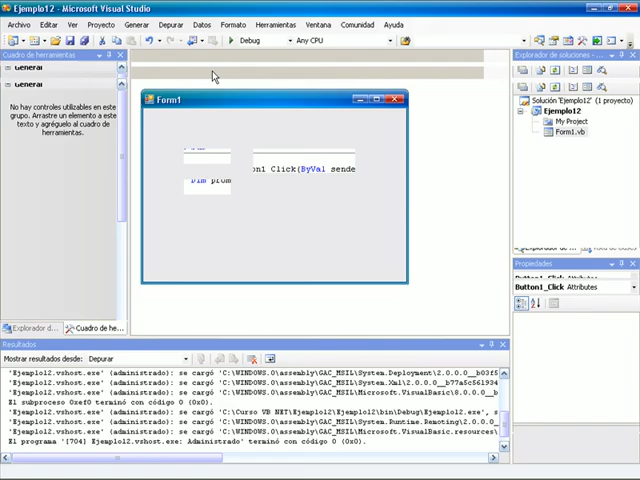 Ejemplo12 - Microsoft Visual Studio
Archivo Editar Ver Proyecto Generar Depurar Datos Formato Herramientas Ventana Comunidad Ayuda
Debug Any CPU
Cuadro de herramientas
General
General
No hay controles utilizables en este
grupo. Arrastre un elemento a este
texto y agréguelo al cuadro de
herramientas.
Explorador d... Cuadro de he...
Form1
on1 Click(ByVal sende
Dim prom
Explorador de soluciones -
Solución 'Ejemplo12' (1 proyecto)
Ejemplo12
My Project
Form1.vb
Propiedades
Button1_Click Attributes
Button1_Click Attributes
Resultados
Mostrar resultados desde: Depurar
'Ejemplo12.vshost.exe' (administrado): se cargó 'C:\WINDOWS.0\assembly\GAC_MSIL\System.Deployment\2.0.0.0__b03f5
'Ejemplo12.vshost.exe' (administrado): se cargó 'C:\WINDOWS.0\assembly\GAC_MSIL\System.Xml\2.0.0.0__b77a5c561934
'Ejemplo12.vshost.exe' (administrado): se cargó 'C:\WINDOWS.0\assembly\GAC_MSIL\Microsoft.VisualBasic\8.0.0.0__b
El subproceso 0xef0 terminó con código 0 (0x0).
'Ejemplo12.vshost.exe' (administrado): se cargó 'C:\Curso VB NET\Ejemplo12\Ejemplo12\bin\Debug\Ejemplo12.exe', s
'Ejemplo12.vshost.exe' (administrado): se cargó 'C:\WINDOWS.0\assembly\GAC_MSIL\System.Runtime.Remoting\2.0.0.0_
'Ejemplo12.vshost.exe' (administrado): se cargó 'C:\WINDOWS.0\assembly\GAC_MSIL\Microsoft.VisualBasic.resources\
El programa '[704] Ejemplo12.vshost.exe: Administrado' terminó con código 0 (0x0).